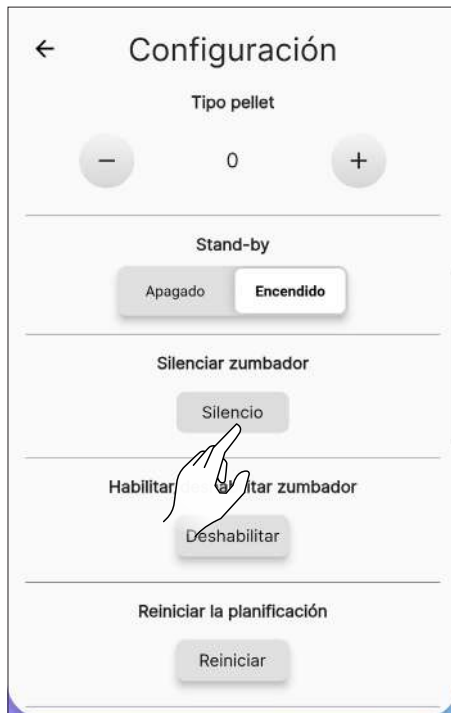 Configuración
Tipo pellet
− 0 +
Stand-by
Apagado Encendido
Silenciar zumbador
Silencio
Habilitar zumbador
Deshabilitar
Reiniciar la planificación
Reiniciar